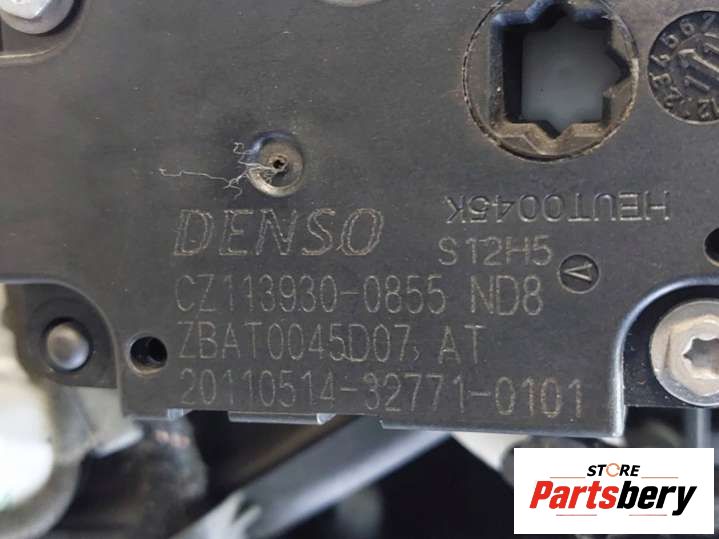 DENSO
HEUT0045K
S12H5
V
CZ113930-0855 ND8
ZBAT0045D07, AT
20110514-32771-0101
STORE
Partsbery